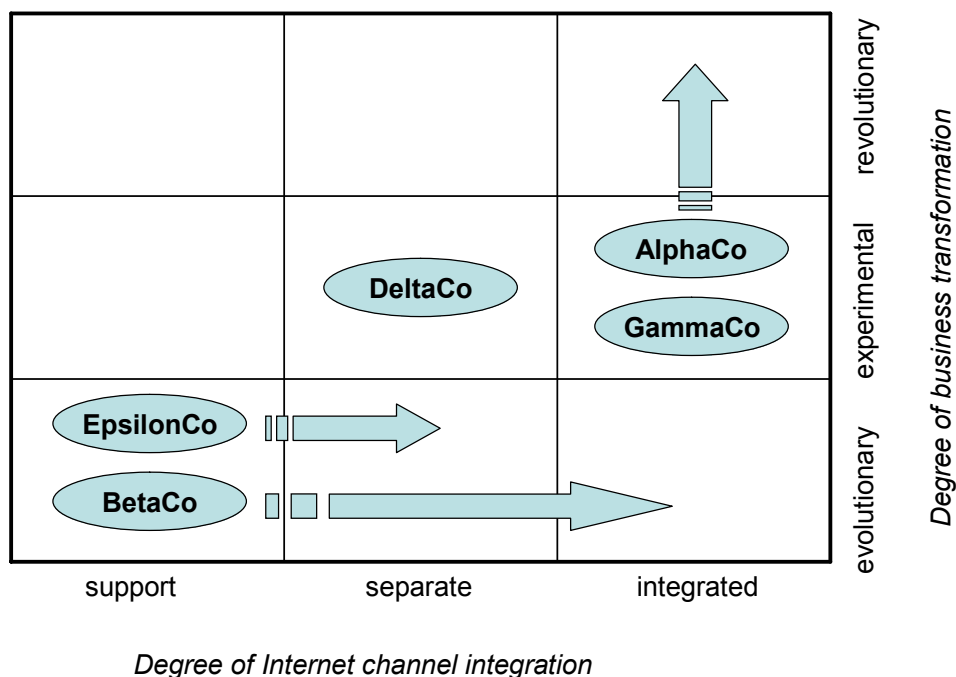 revolutionary
AlphaCo
DeltaCo
GammaCo
experimental
EpsilonCo
BetaCo
evolutionary
Degree of business transformation
support
separate
integrated
Degree of Internet channel integration